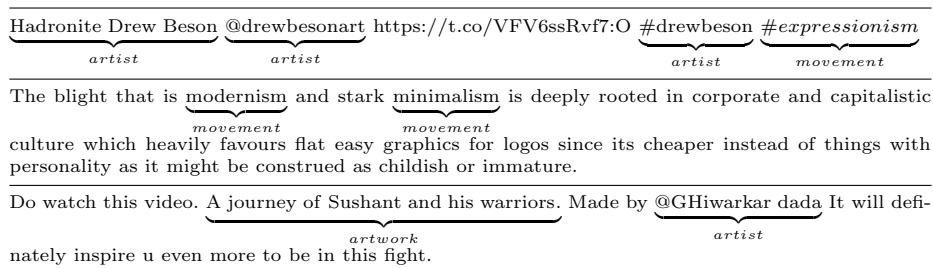 Hadronite Drew Beson @drewbesonart https://t.co/VFV6ssRvf7:O #drewbeson #expressionism
artist artist artist movement
The blight that is modernism and stark minimalism is deeply rooted in corporate and capitalistic
movement movement
culture which heavily favours flat easy graphics for logos since its cheaper instead of things with
personality as it might be construed as childish or immature.
Do watch this video. A journey of Sushant and his warriors. Made by @GHiwarkar dada It will defi-
artwork artist
nately inspire u even more to be in this fight.